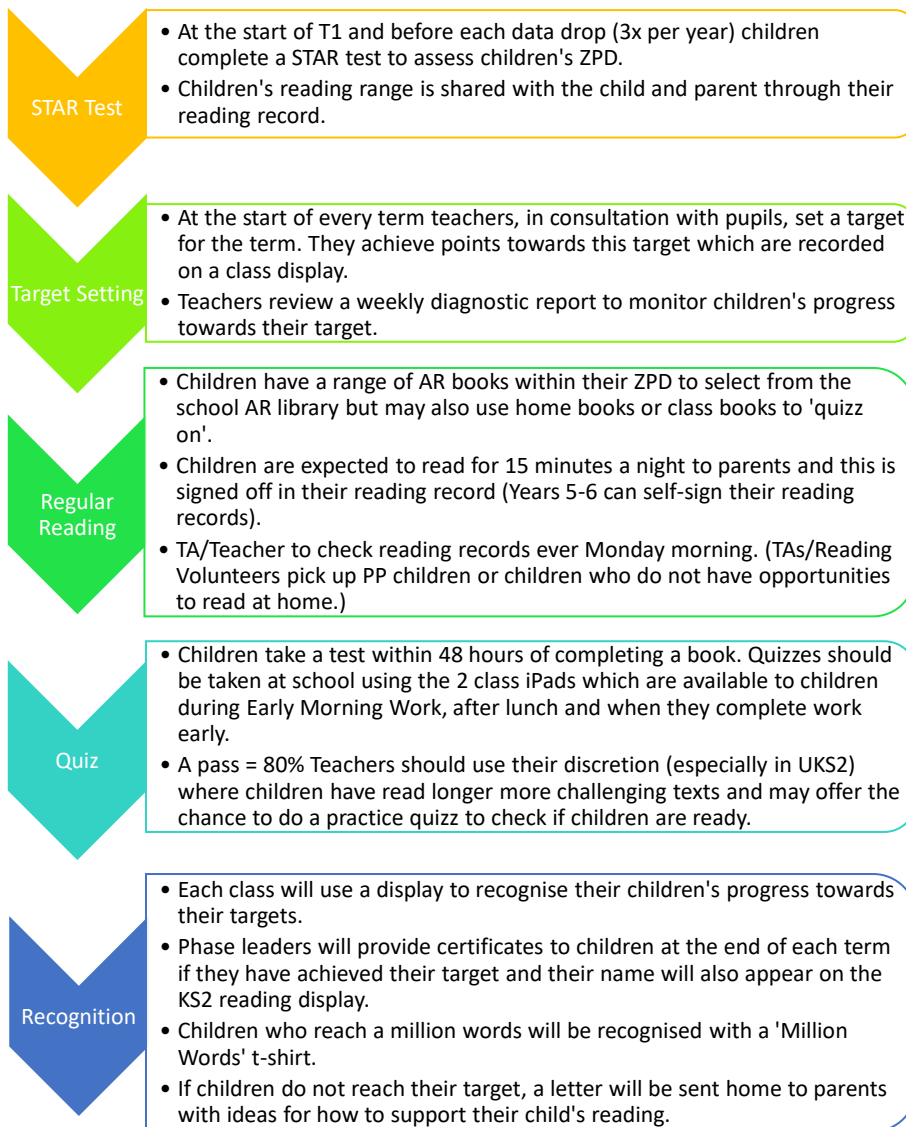 STAR Test
• At the start of T1 and before each data drop (3x per year) children
complete a STAR test to assess children's ZPD.
• Children's reading range is shared with the child and parent through their
reading record.
Target Setting
• At the start of every term teachers, in consultation with pupils, set a target
for the term. They achieve points towards this target which are recorded
on a class display.
• Teachers review a weekly diagnostic report to monitor children's progress
towards their target.
Regular
Reading
• Children have a range of AR books within their ZPD to select from the
school AR library but may also use home books or class books to 'quizz
on'.
• Children are expected to read for 15 minutes a night to parents and this is
signed off in their reading record (Years 5-6 can self-sign their reading
records).
• TA/Teacher to check reading records ever Monday morning. (TAs/Reading
Volunteers pick up PP children or children who do not have opportunities
to read at home.)
Quiz
• Children take a test within 48 hours of completing a book. Quizzes should
be taken at school using the 2 class iPads which are available to children
during Early Morning Work, after lunch and when they complete work
early.
• A pass = 80% Teachers should use their discretion (especially in UKS2)
where children have read longer more challenging texts and may offer the
chance to do a practice quizz to check if children are ready.
Recognition
• Each class will use a display to recognise their children's progress towards
their targets.
• Phase leaders will provide certificates to children at the end of each term
if they have achieved their target and their name will also appear on the
KS2 reading display.
• Children who reach a million words will be recognised with a 'Million
Words' t-shirt.
• If children do not reach their target, a letter will be sent home to parents
with ideas for how to support their child's reading.